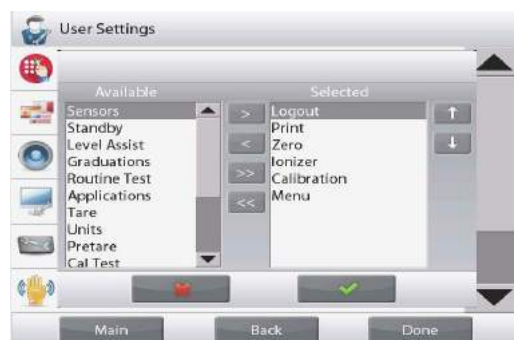 User Settings
Available
Selected
Sensors
Standby
Level Assist
Graduations
Routine Test
Applications
Tare
Units
Pretare
Cal Test
>
<
>>
<<
Logout
Print
Zero
Ionizer
Calibration
Menu
Main
Back
Done